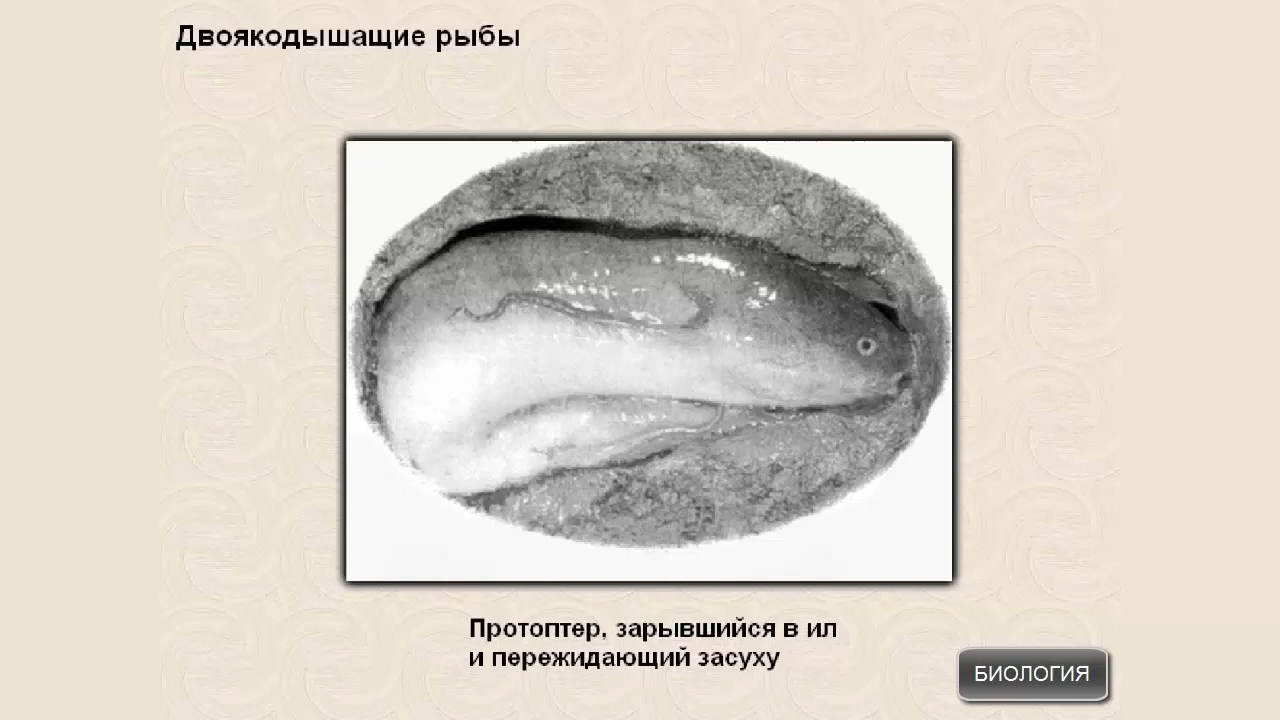 Двоякодышащие рыбы
Протоптер, зарывшийся в ил
и пережидающий засуху
БИОЛОГИЯ